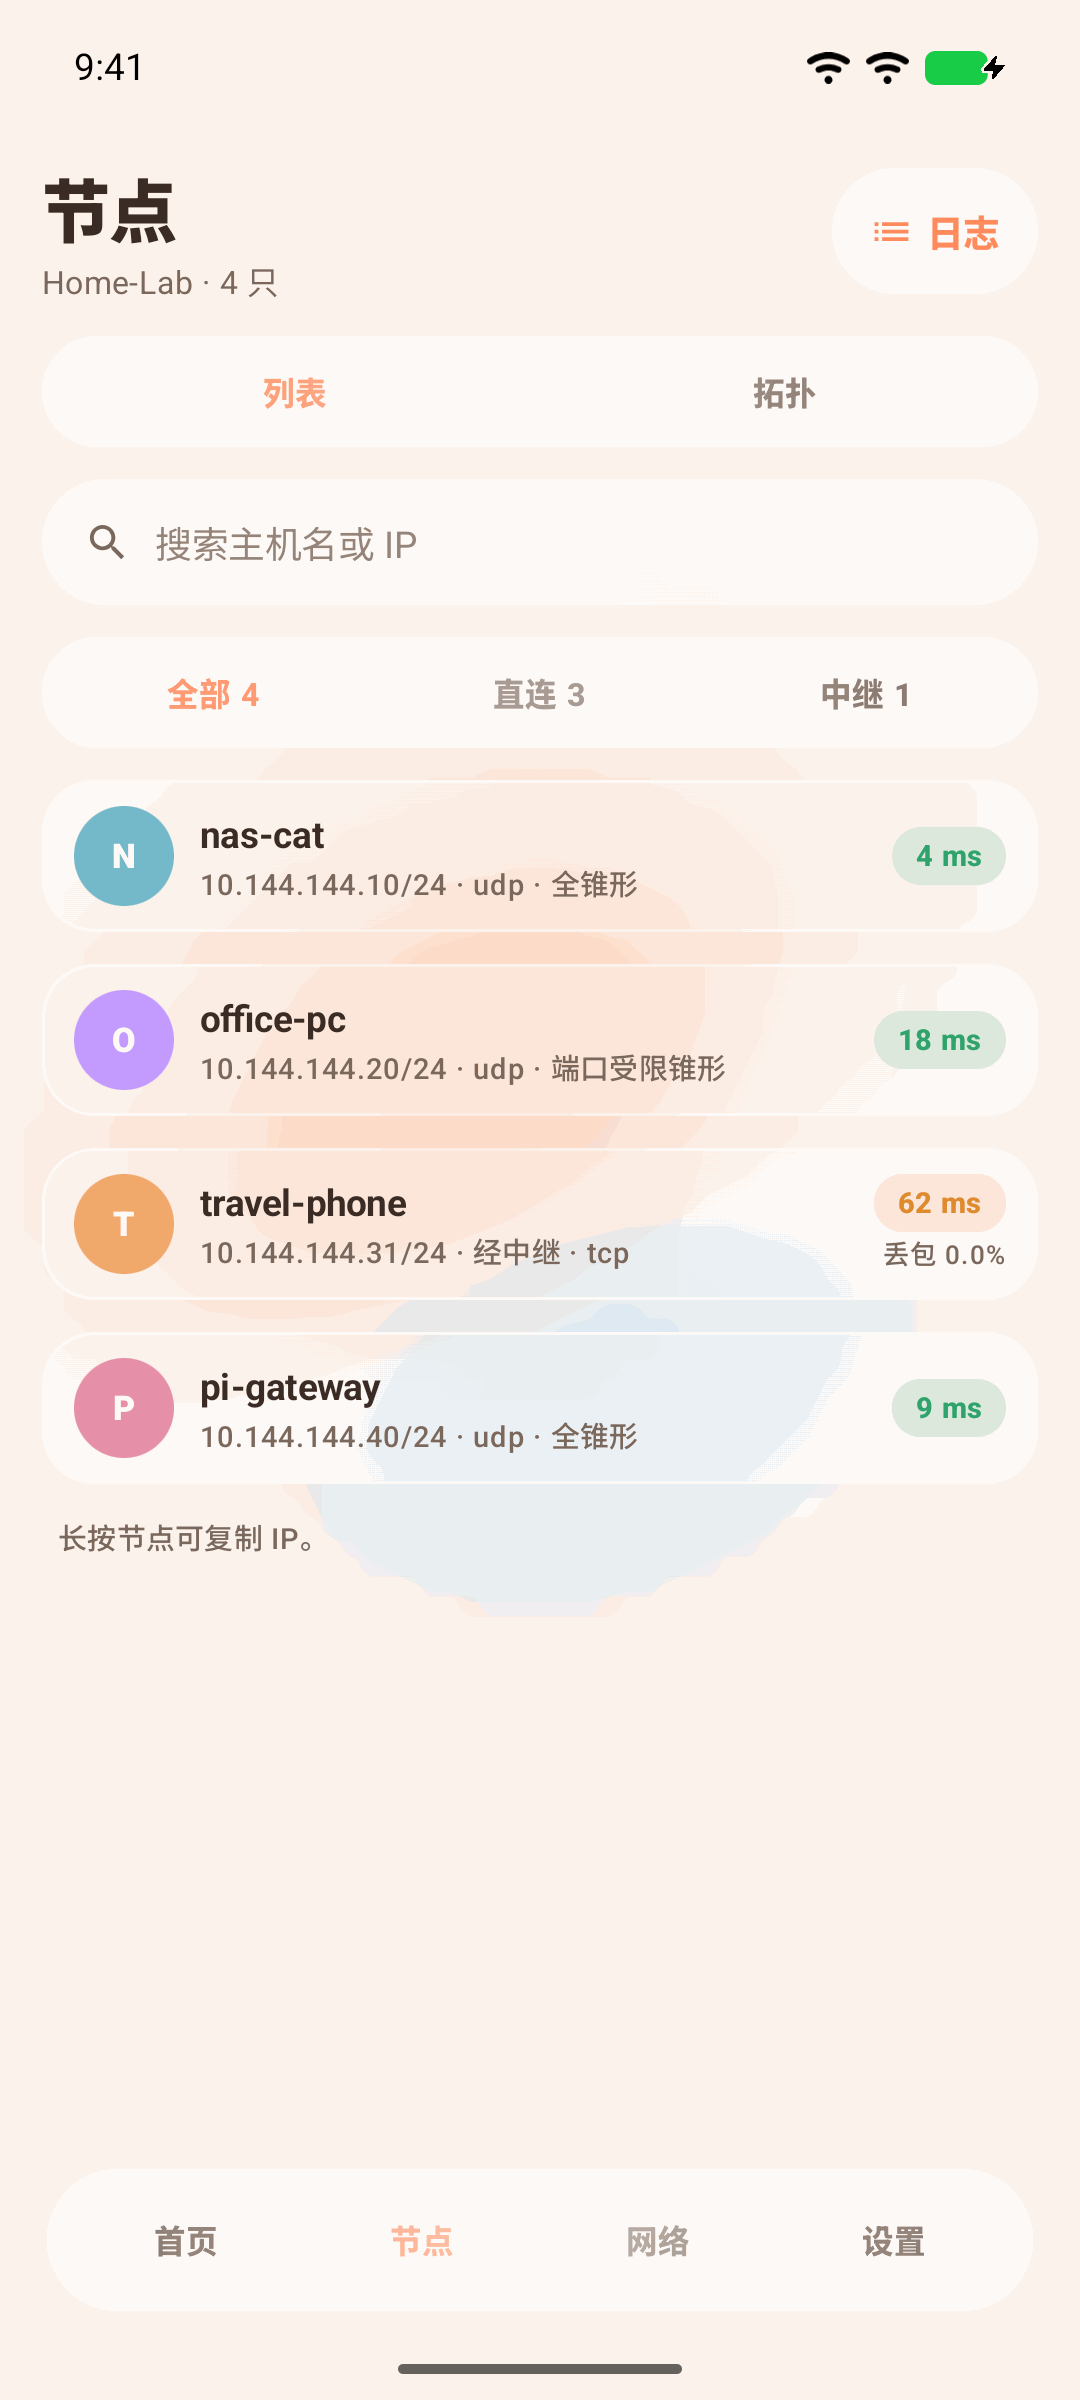 9:41
节点
Home-Lab · 4 只
日志
列表 拓扑
搜索主机名或 IP
全部 4 直连 3 中继 1
N
nas-cat
10.144.144.10/24 · udp · 全锥形
4 ms
O
office-pc
10.144.144.20/24 · udp · 端口受限锥形
18 ms
T
travel-phone
10.144.144.31/24 · 经中继 · tcp
62 ms
丢包 0.0%
P
pi-gateway
10.144.144.40/24 · udp · 全锥形
9 ms
长按节点可复制 IP。
首页 节点 网络 设置